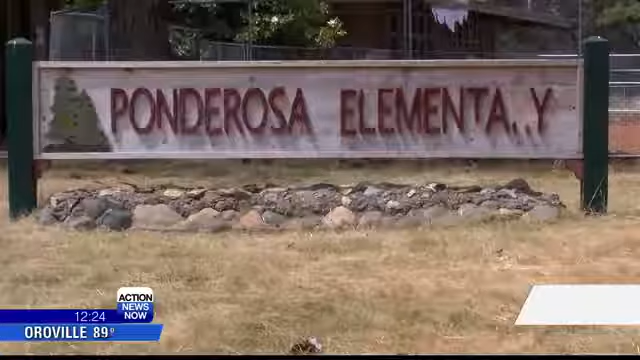 PONDEROSA ELEMENTA..Y
ACTION
NEWS
NOW
12:24
OROVILLE 89°